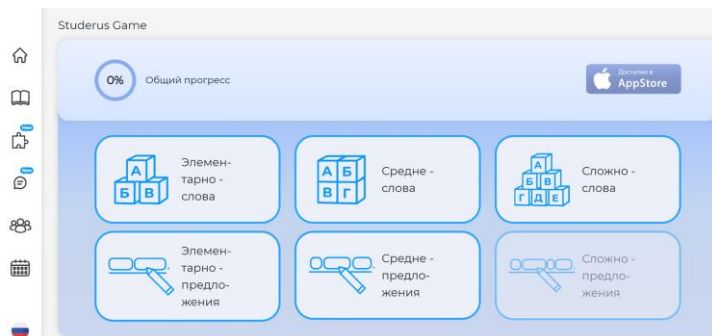 Studerus Game
0%
Общий прогресс
Доступно в
AppStore
Элемен-
тарно -
слова
А
Б В
Средне -
слова
А Б
В Г
Сложно -
слова
А
Б В
Г Д Е
Элемен-
тарно -
предло-
жения
Средне -
предло-
жения
Сложно -
предло-
жения